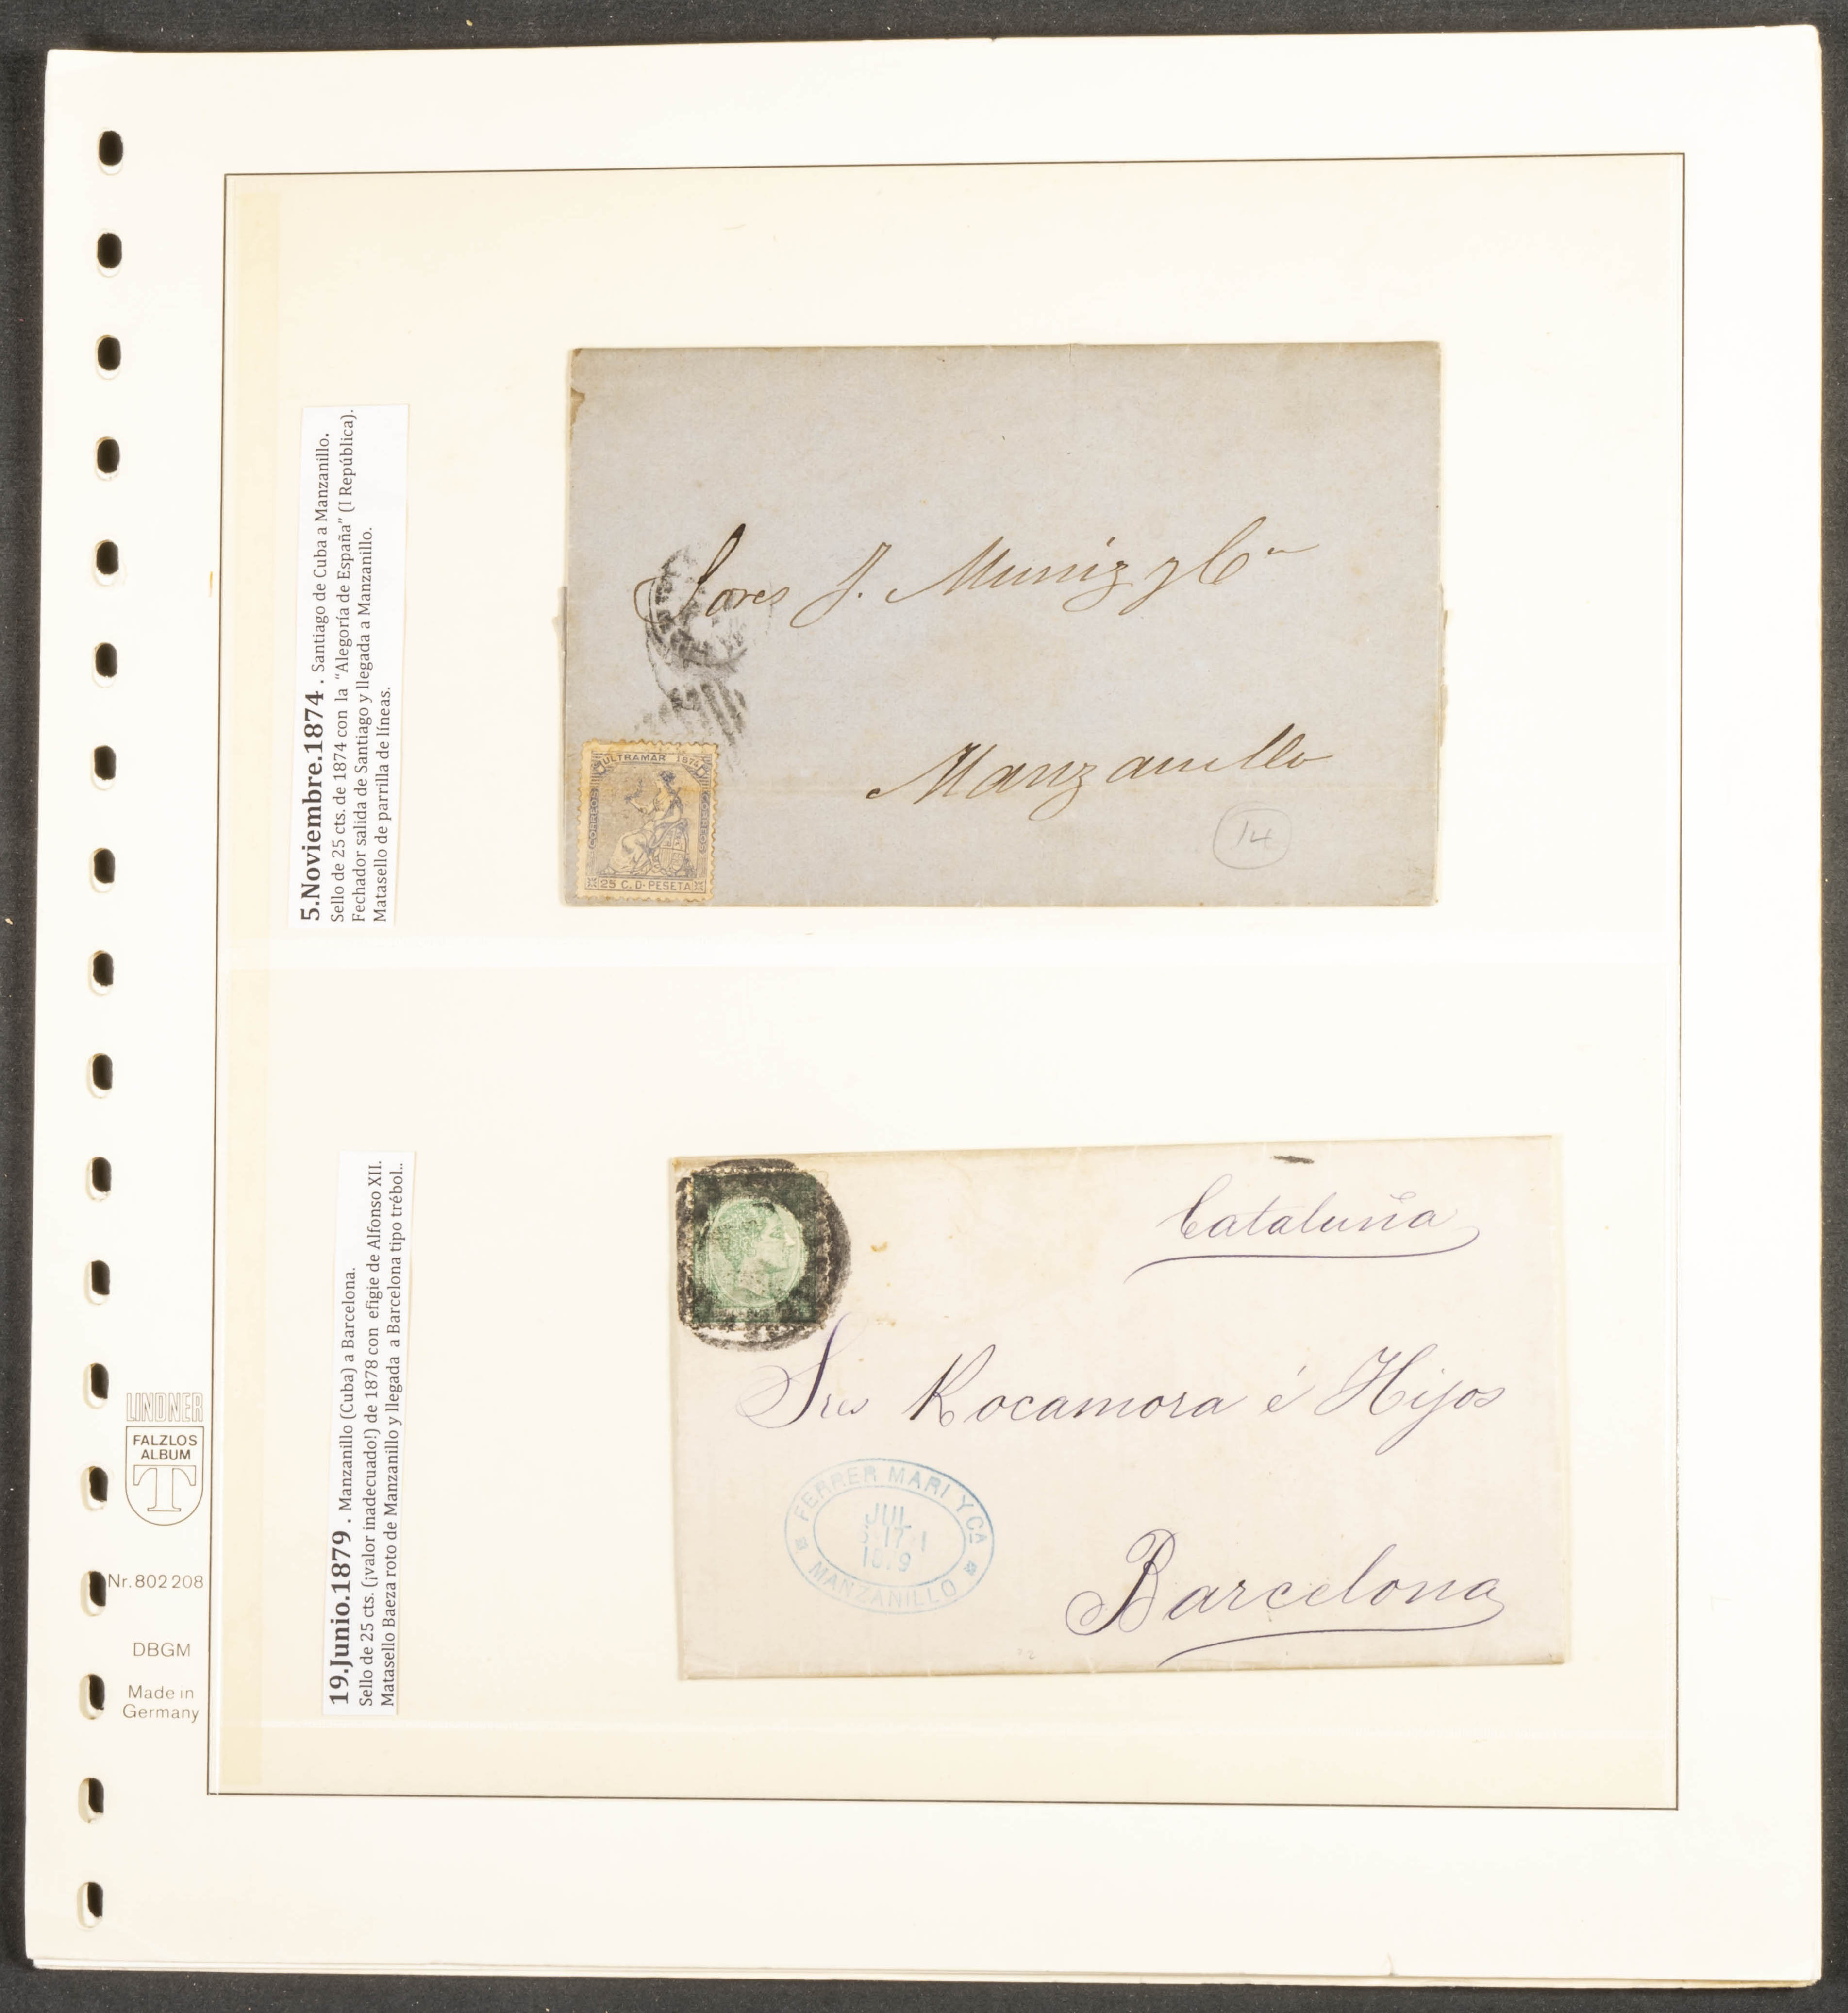 5.Noviembre.1874 . Santiago de Cuba a Manzanillo.
Sello de 25 cts. de 1874 con la "Alegoría de España" (I República).
Fechador salida de Santiago y llegada a Manzanillo.
Matasello de parrilla de líneas.
Sores J. Muniz y Ca
Manzanillo
14
ULTRAMAR 1874
CORREOS
25 C. D. PESETA
19.Junio.1879 . Manzanillo (Cuba) a Barcelona.
Sello de 25 cts. (¡valor inadecuado!) de 1878 con efigie de Alfonso XII.
Matasello Baeza roto de Manzanillo y llegada a Barcelona tipo trébol..
Cataluña
Sres Rocamora é Hijos
Barcelona
FERRER MARI Y CA
JUL
MANZANILLO
LINDNER
FALZLOS
ALBUM
T
Nr. 802 208
DBGM
Made in
Germany